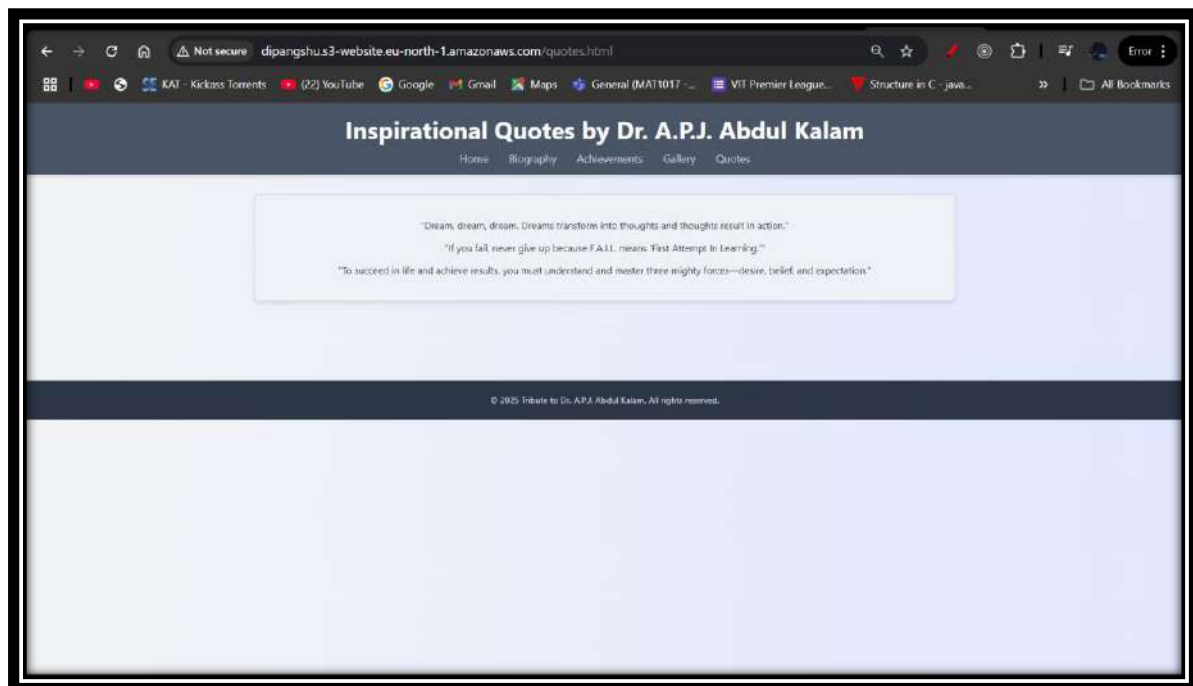 Not secure dipangshu.s3-website.eu-north-1.amazonaws.com/quotes.html Error
KAT - Kickass Torrents (22) YouTube Google Gmail Maps General (MAT1017 -... VIT Premier League... Structure in C - java... » All Bookmarks
Inspirational Quotes by Dr. A.P.J. Abdul Kalam
Home Biography Achievements Gallery Quotes
"Dream, dream, dream. Dreams transform into thoughts and thoughts result in action."
"If you fail, never give up because F.A.I.L. means 'First Attempt In Learning.'"
"To succeed in life and achieve results, you must understand and master three mighty forces—desire, belief, and expectation."
© 2025 Tribute to Dr. A.P.J. Abdul Kalam. All rights reserved.